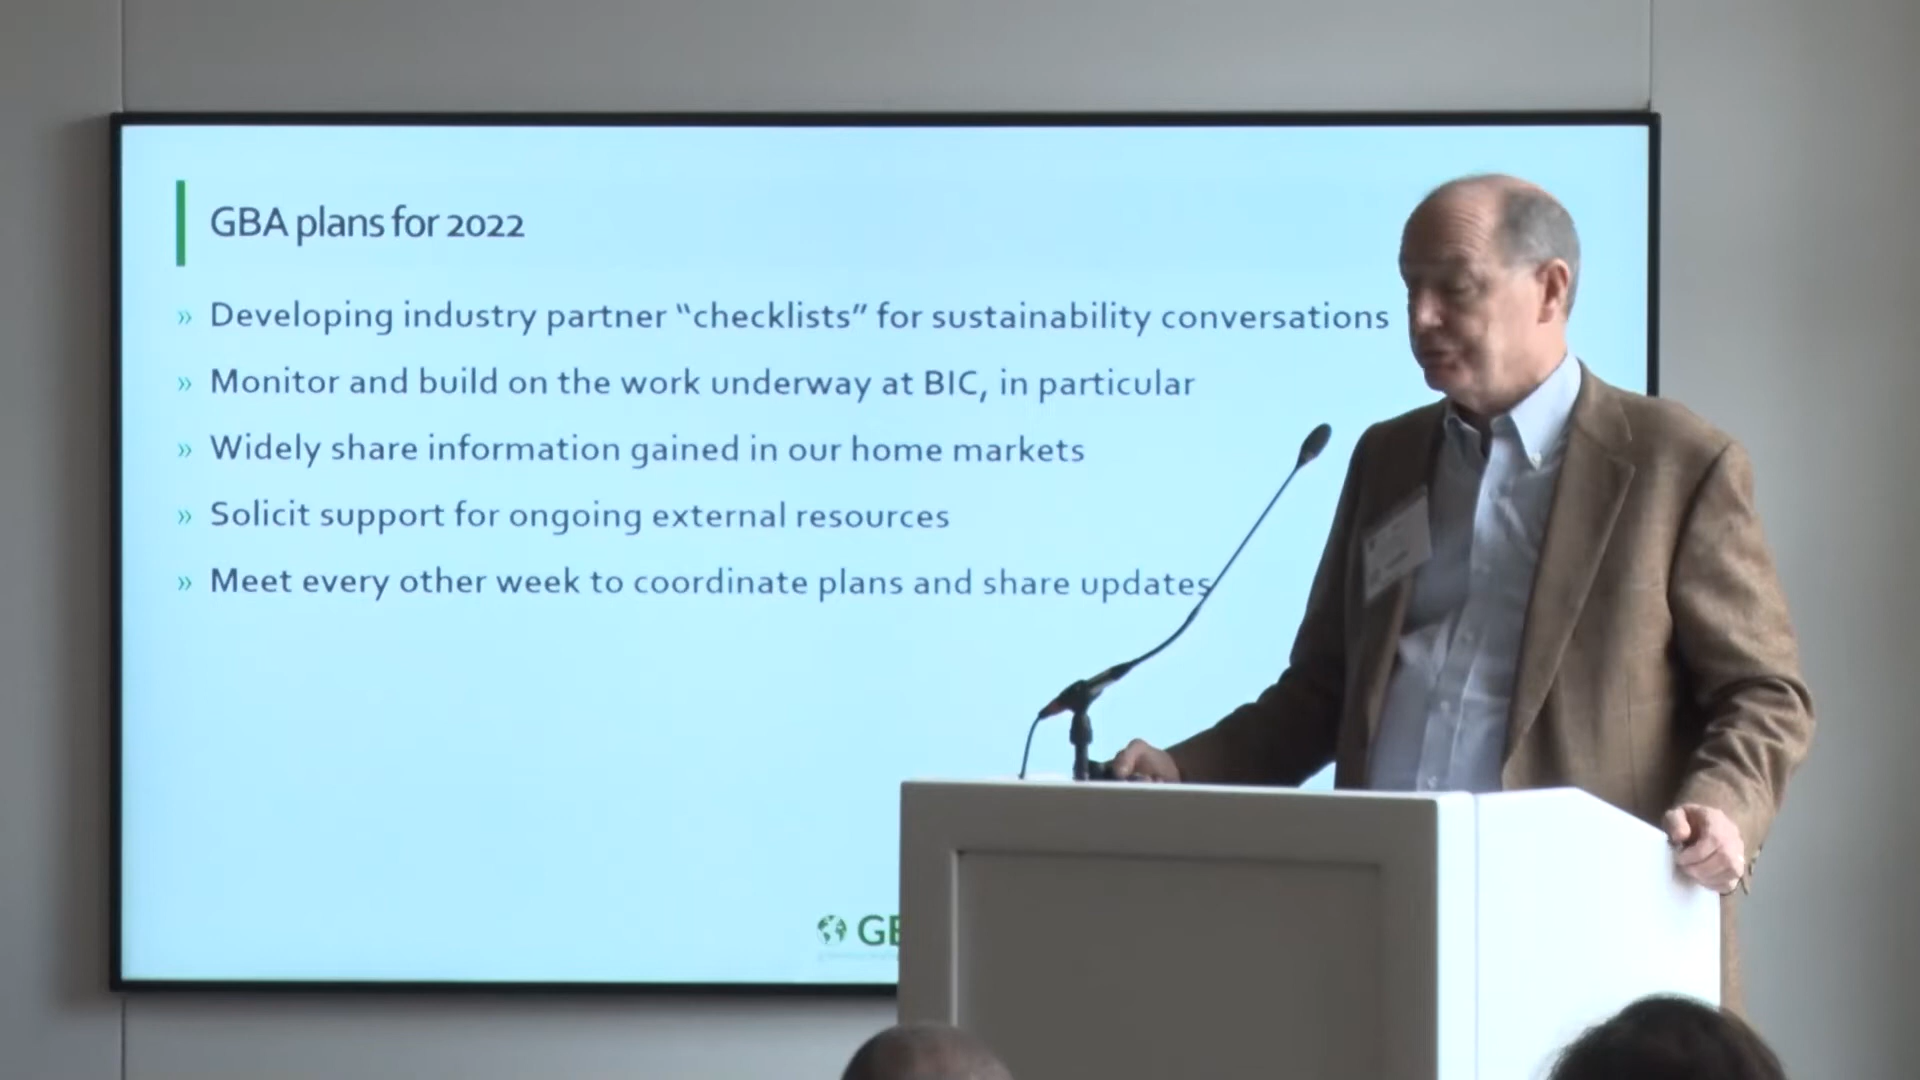 GBA plans for 2022
» Developing industry partner “checklists” for sustainability conversations
» Monitor and build on the work underway at BIC, in particular
» Widely share information gained in our home markets
» Solicit support for ongoing external resources
» Meet every other week to coordinate plans and share updates